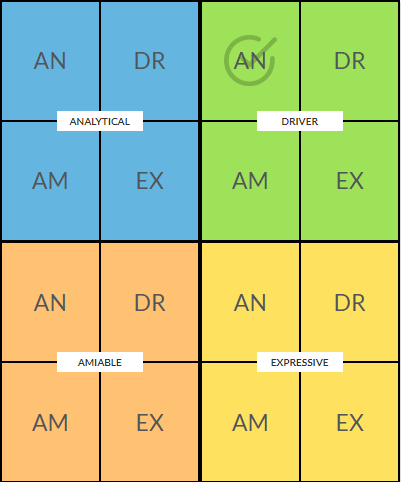 AN DR AN DR
ANALYTICAL DRIVER
AM EX AM EX
AN DR AN DR
AMIABLE EXPRESSIVE
AM EX AM EX